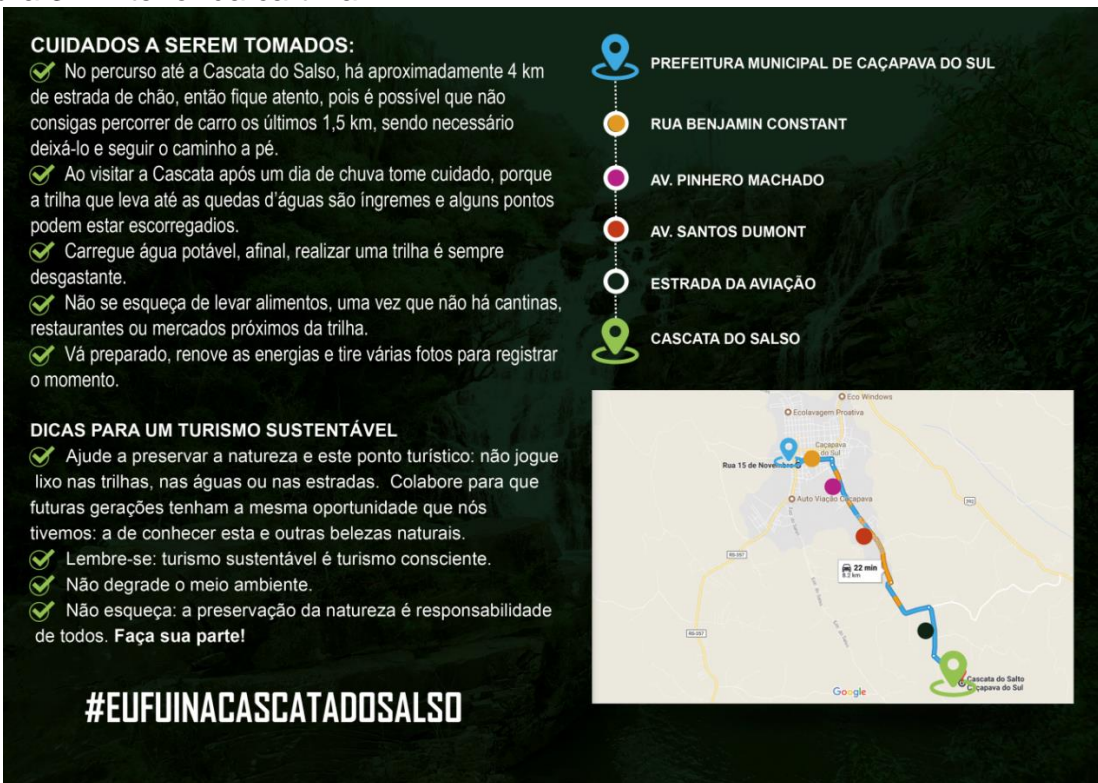 CUIDADOS A SEREM TOMADOS:
No percurso até a Cascata do Salso, há aproximadamente 4 km
de estrada de chão, então fique atento, pois é possível que não
consigas percorrer de carro os últimos 1,5 km, sendo necessário
deixá-lo e seguir o caminho a pé.
Ao visitar a Cascata após um dia de chuva tome cuidado, porque
a trilha que leva até as quedas d'águas são íngremes e alguns pontos
podem estar escorregadios.
Carregue água potável, afinal, realizar uma trilha é sempre
desgastante.
Não se esqueça de levar alimentos, uma vez que não há cantinas,
restaurantes ou mercados próximos da trilha.
Vá preparado, renove as energias e tire várias fotos para registrar
o momento.
DICAS PARA UM TURISMO SUSTENTÁVEL
Ajude a preservar a natureza e este ponto turístico: não jogue
lixo nas trilhas, nas águas ou nas estradas. Colabore para que
futuras gerações tenham a mesma oportunidade que nós
tivemos: a de conhecer esta e outras belezas naturais.
Lembre-se: turismo sustentável é turismo consciente.
Não degrade o meio ambiente.
Não esqueça: a preservação da natureza é responsabilidade
de todos. Faça sua parte!
#EUFUINACASCATADOSALSO
PREFEITURA MUNICIPAL DE CAÇAPAVA DO SUL
RUA BENJAMIN CONSTANT
AV. PINHERO MACHADO
AV. SANTOS DUMONT
ESTRADA DA AVIAÇÃO
CASCATA DO SALSO
Eco Windows
Ecolavagem Proativa
Caçapava
do Sul
Rua 15 de Novembro
Auto Viação Caçapava
392
RS-357
22 min
8.2 km
RS-357
Cascata do Salto
Caçapava do Sul
Google